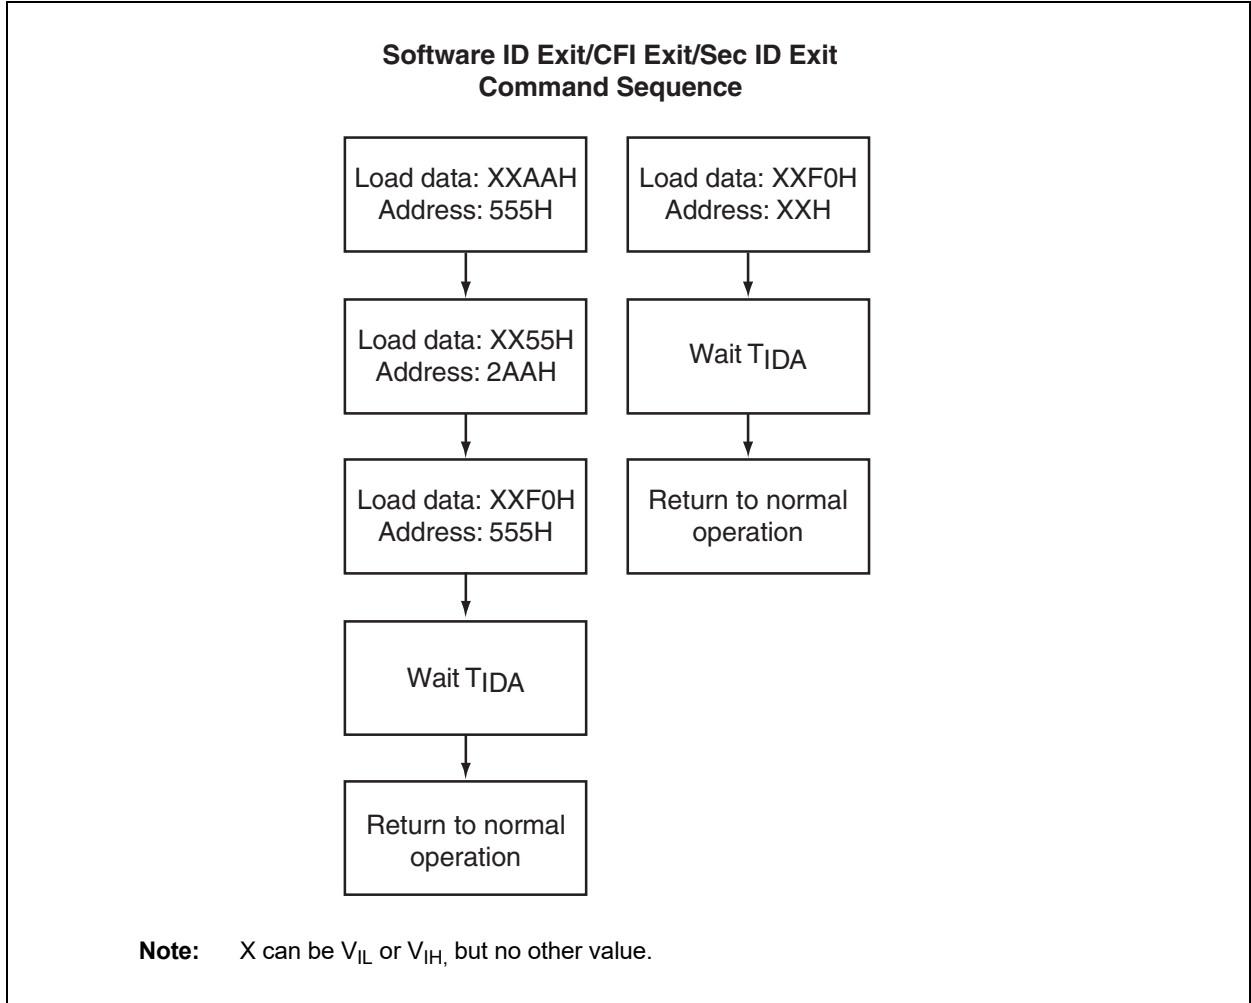 Software ID Exit/CFI Exit/Sec ID Exit
Command Sequence
Load data: XXAAH
Address: 555H
Load data: XX55H
Address: 2AAH
Load data: XXF0H
Address: 555H
Wait TIDA
Return to normal
operation
Load data: XXF0H
Address: XXH
Wait TIDA
Return to normal
operation
Note: X can be VIL or VIH, but no other value.